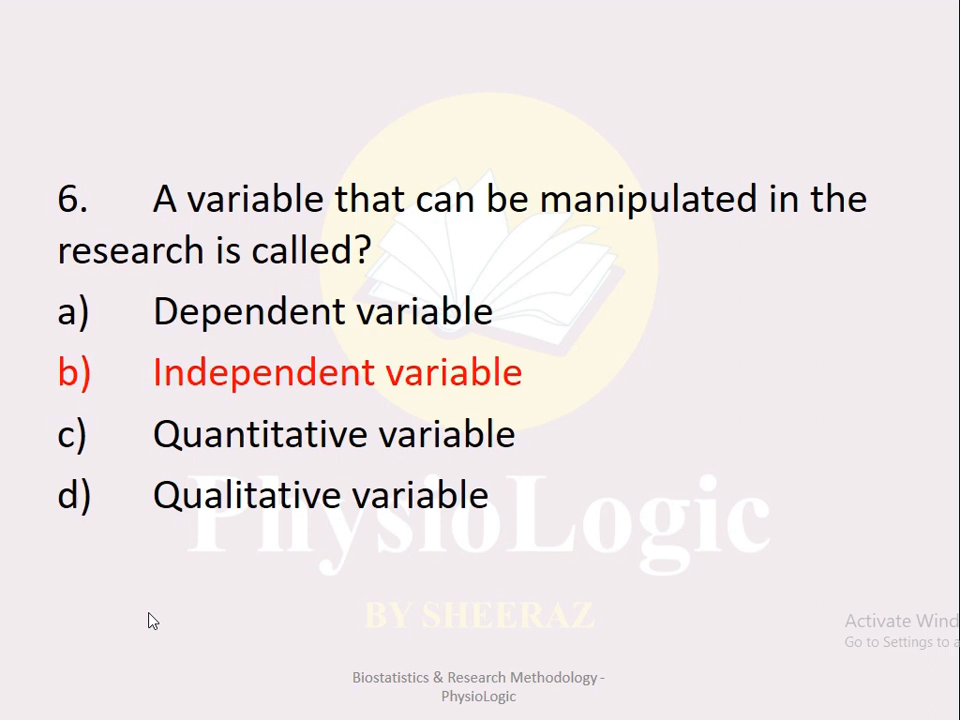 6. A variable that can be manipulated in the
research is called?
a) Dependent variable
b) Independent variable
c) Quantitative variable
d) Qualitative variable
PhysioLogic
BY SHEERAZ
Activate Wind
Go to Settings to a
Biostatistics & Research Methodology -
PhysioLogic